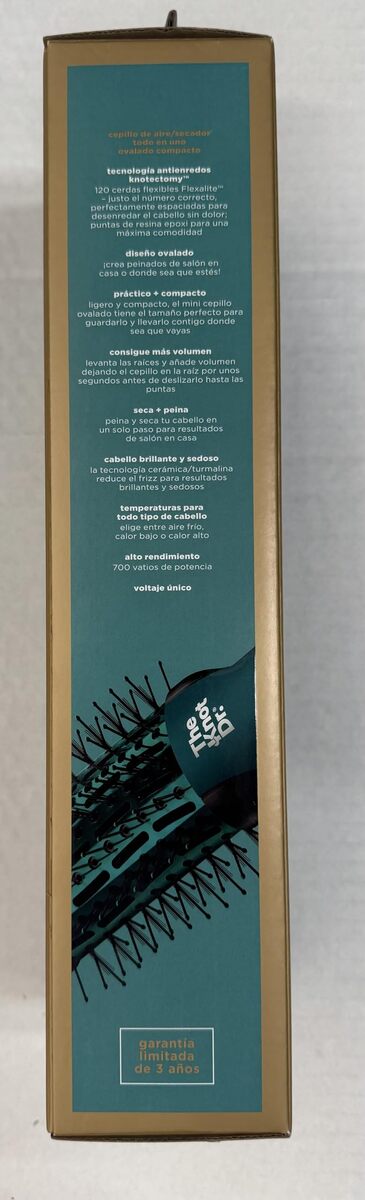 cepillo de aire/secador
todo en uno
ovalado compacto
tecnología antienredos
knotectomy™
120 cerdas flexibles Flexalite™
– justo el número correcto,
perfectamente espaciadas para
desenredar el cabello sin dolor;
puntas de resina epoxi para una
máxima comodidad
diseño ovalado
¡crea peinados de salón en
casa o donde sea que estés!
práctico + compacto
ligero y compacto, el mini cepillo
ovalado tiene el tamaño perfecto para
guardarlo y llevarlo contigo donde
sea que vayas
consigue más volumen
levanta las raíces y añade volumen
dejando el cepillo en la raíz por unos
segundos antes de deslizarlo hasta las
puntas
seca + peina
peina y seca tu cabello en
un solo paso para resultados
de salón en casa
cabello brillante y sedoso
la tecnología cerámica/turmalina
reduce el frizz para resultados
brillantes y sedosos
temperaturas para
todo tipo de cabello
elige entre aire frío,
calor bajo o calor alto
alto rendimiento
700 vatios de potencia
voltaje único
The
Knot
Dr.
garantía
limitada
de 3 años